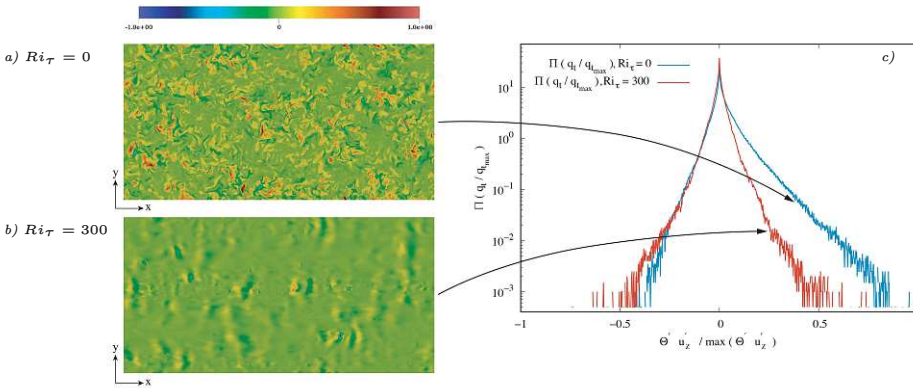 -1.0e+00 0 1.0e+00
a) Riτ = 0
y
x
b) Riτ = 300
y
x
c)
Π ( qt / qtmax ), Riτ = 0
Π ( qt / qtmax ), Riτ = 300
Π ( qt / qtmax )
10¹
10⁰
10⁻¹
10⁻²
10⁻³
-1 -0.5 0 0.5
Θ' u'z / max ( Θ' u'z )